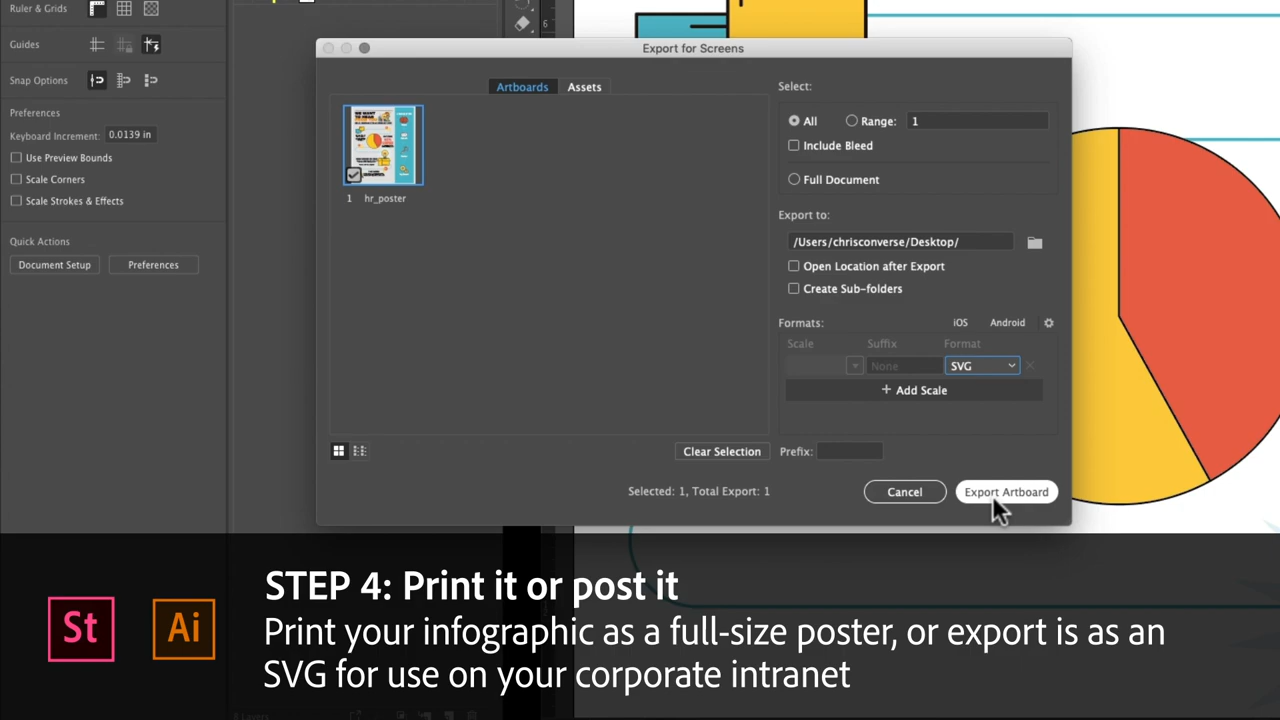 Ruler & Grids
Guides
Snap Options
Preferences
Keyboard Increment: 0.0139 in
Use Preview Bounds
Scale Corners
Scale Strokes & Effects
Quick Actions
Document Setup Preferences
6
Export for Screens
Artboards Assets
1 hr_poster
Clear Selection
Selected: 1, Total Export: 1
Select:
All Range: 1
Include Bleed
Full Document
Export to:
/Users/chrisconverse/Desktop/
Open Location after Export
Create Sub-folders
Formats: iOS Android
Scale Suffix Format
None SVG
+ Add Scale
Prefix:
Cancel Export Artboard
St Ai
STEP 4: Print it or post it
Print your infographic as a full-size poster, or export is as an
SVG for use on your corporate intranet